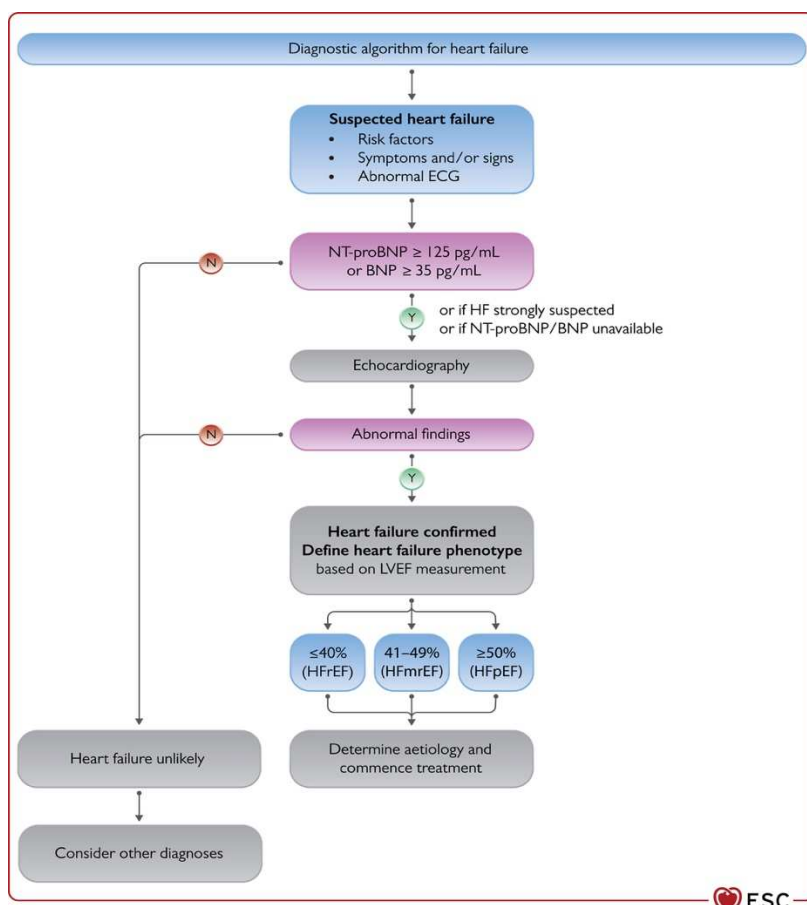 Diagnostic algorithm for heart failure
Suspected heart failure
• Risk factors
• Symptoms and/or signs
• Abnormal ECG
NT-proBNP ≥ 125 pg/mL
or BNP ≥ 35 pg/mL
N
Y
or if HF strongly suspected
or if NT-proBNP/BNP unavailable
Echocardiography
N
Abnormal findings
Y
Heart failure confirmed
Define heart failure phenotype
based on LVEF measurement
≤40%
(HFrEF)
41–49%
(HFmrEF)
≥50%
(HFpEF)
Heart failure unlikely
Determine aetiology and
commence treatment
Consider other diagnoses
ESC